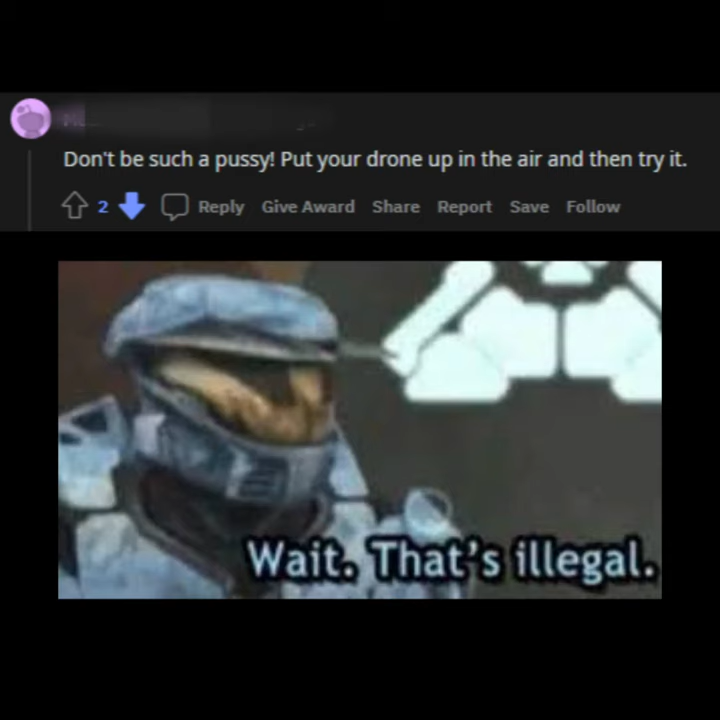 Don't be such a pussy! Put your drone up in the air and then try it.
2 Reply Give Award Share Report Save Follow
Wait. That's illegal.